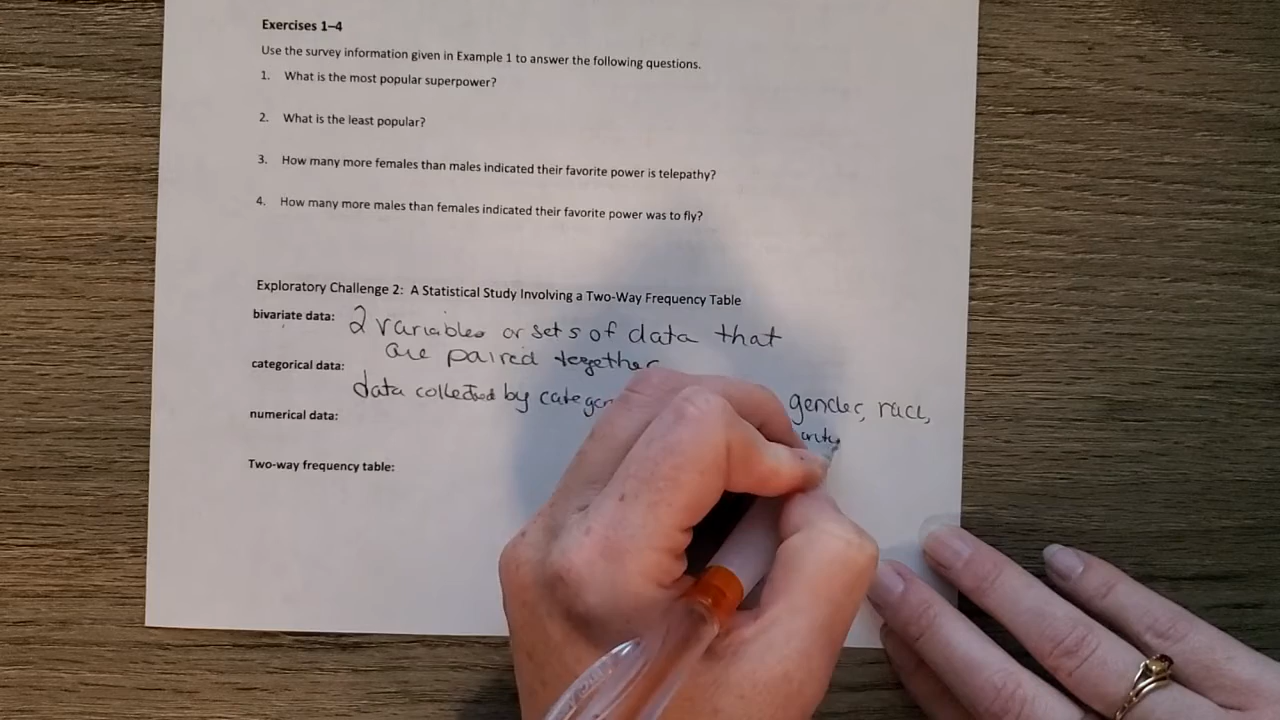 Exercises 1–4
Use the survey information given in Example 1 to answer the following questions.
1. What is the most popular superpower?
2. What is the least popular?
3. How many more females than males indicated their favorite power is telepathy?
4. How many more males than females indicated their favorite power was to fly?
Exploratory Challenge 2: A Statistical Study Involving a Two-Way Frequency Table
bivariate data: 2 variables or sets of data that
are paired together
categorical data:
data collected by gender, race,
numerical data:
Two-way frequency table: